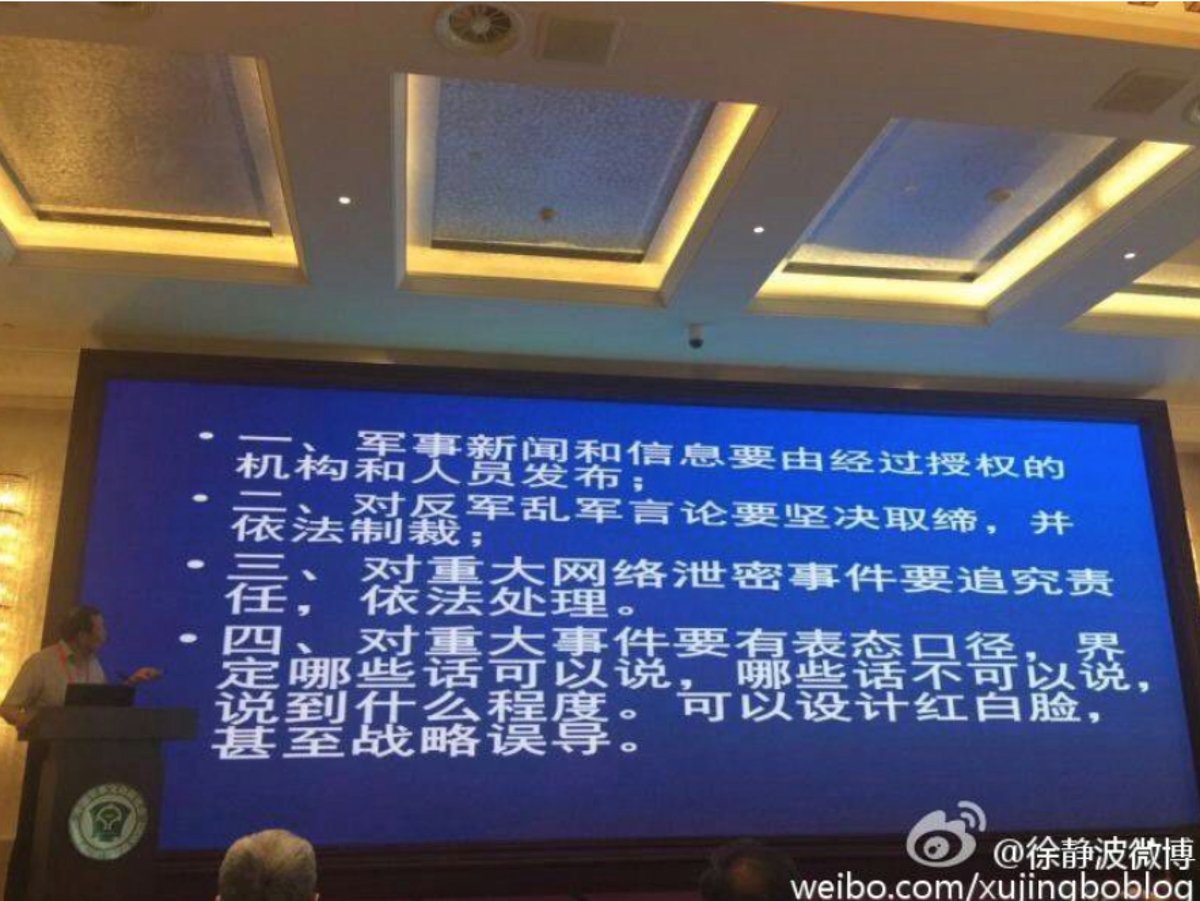 • 一、军事新闻和信息要由经过授权的
机构和人员发布；
• 二、对反军乱军言论要坚决取缔，并
依法制裁；
• 三、对重大网络泄密事件要追究责
任，依法处理。
• 四、对重大事件要有表态口径，界
定哪些话可以说，哪些话不可以说，
说到什么程度。可以设计红白脸，
甚至战略误导。
@徐静波微博
weibo.com/xujingboblog